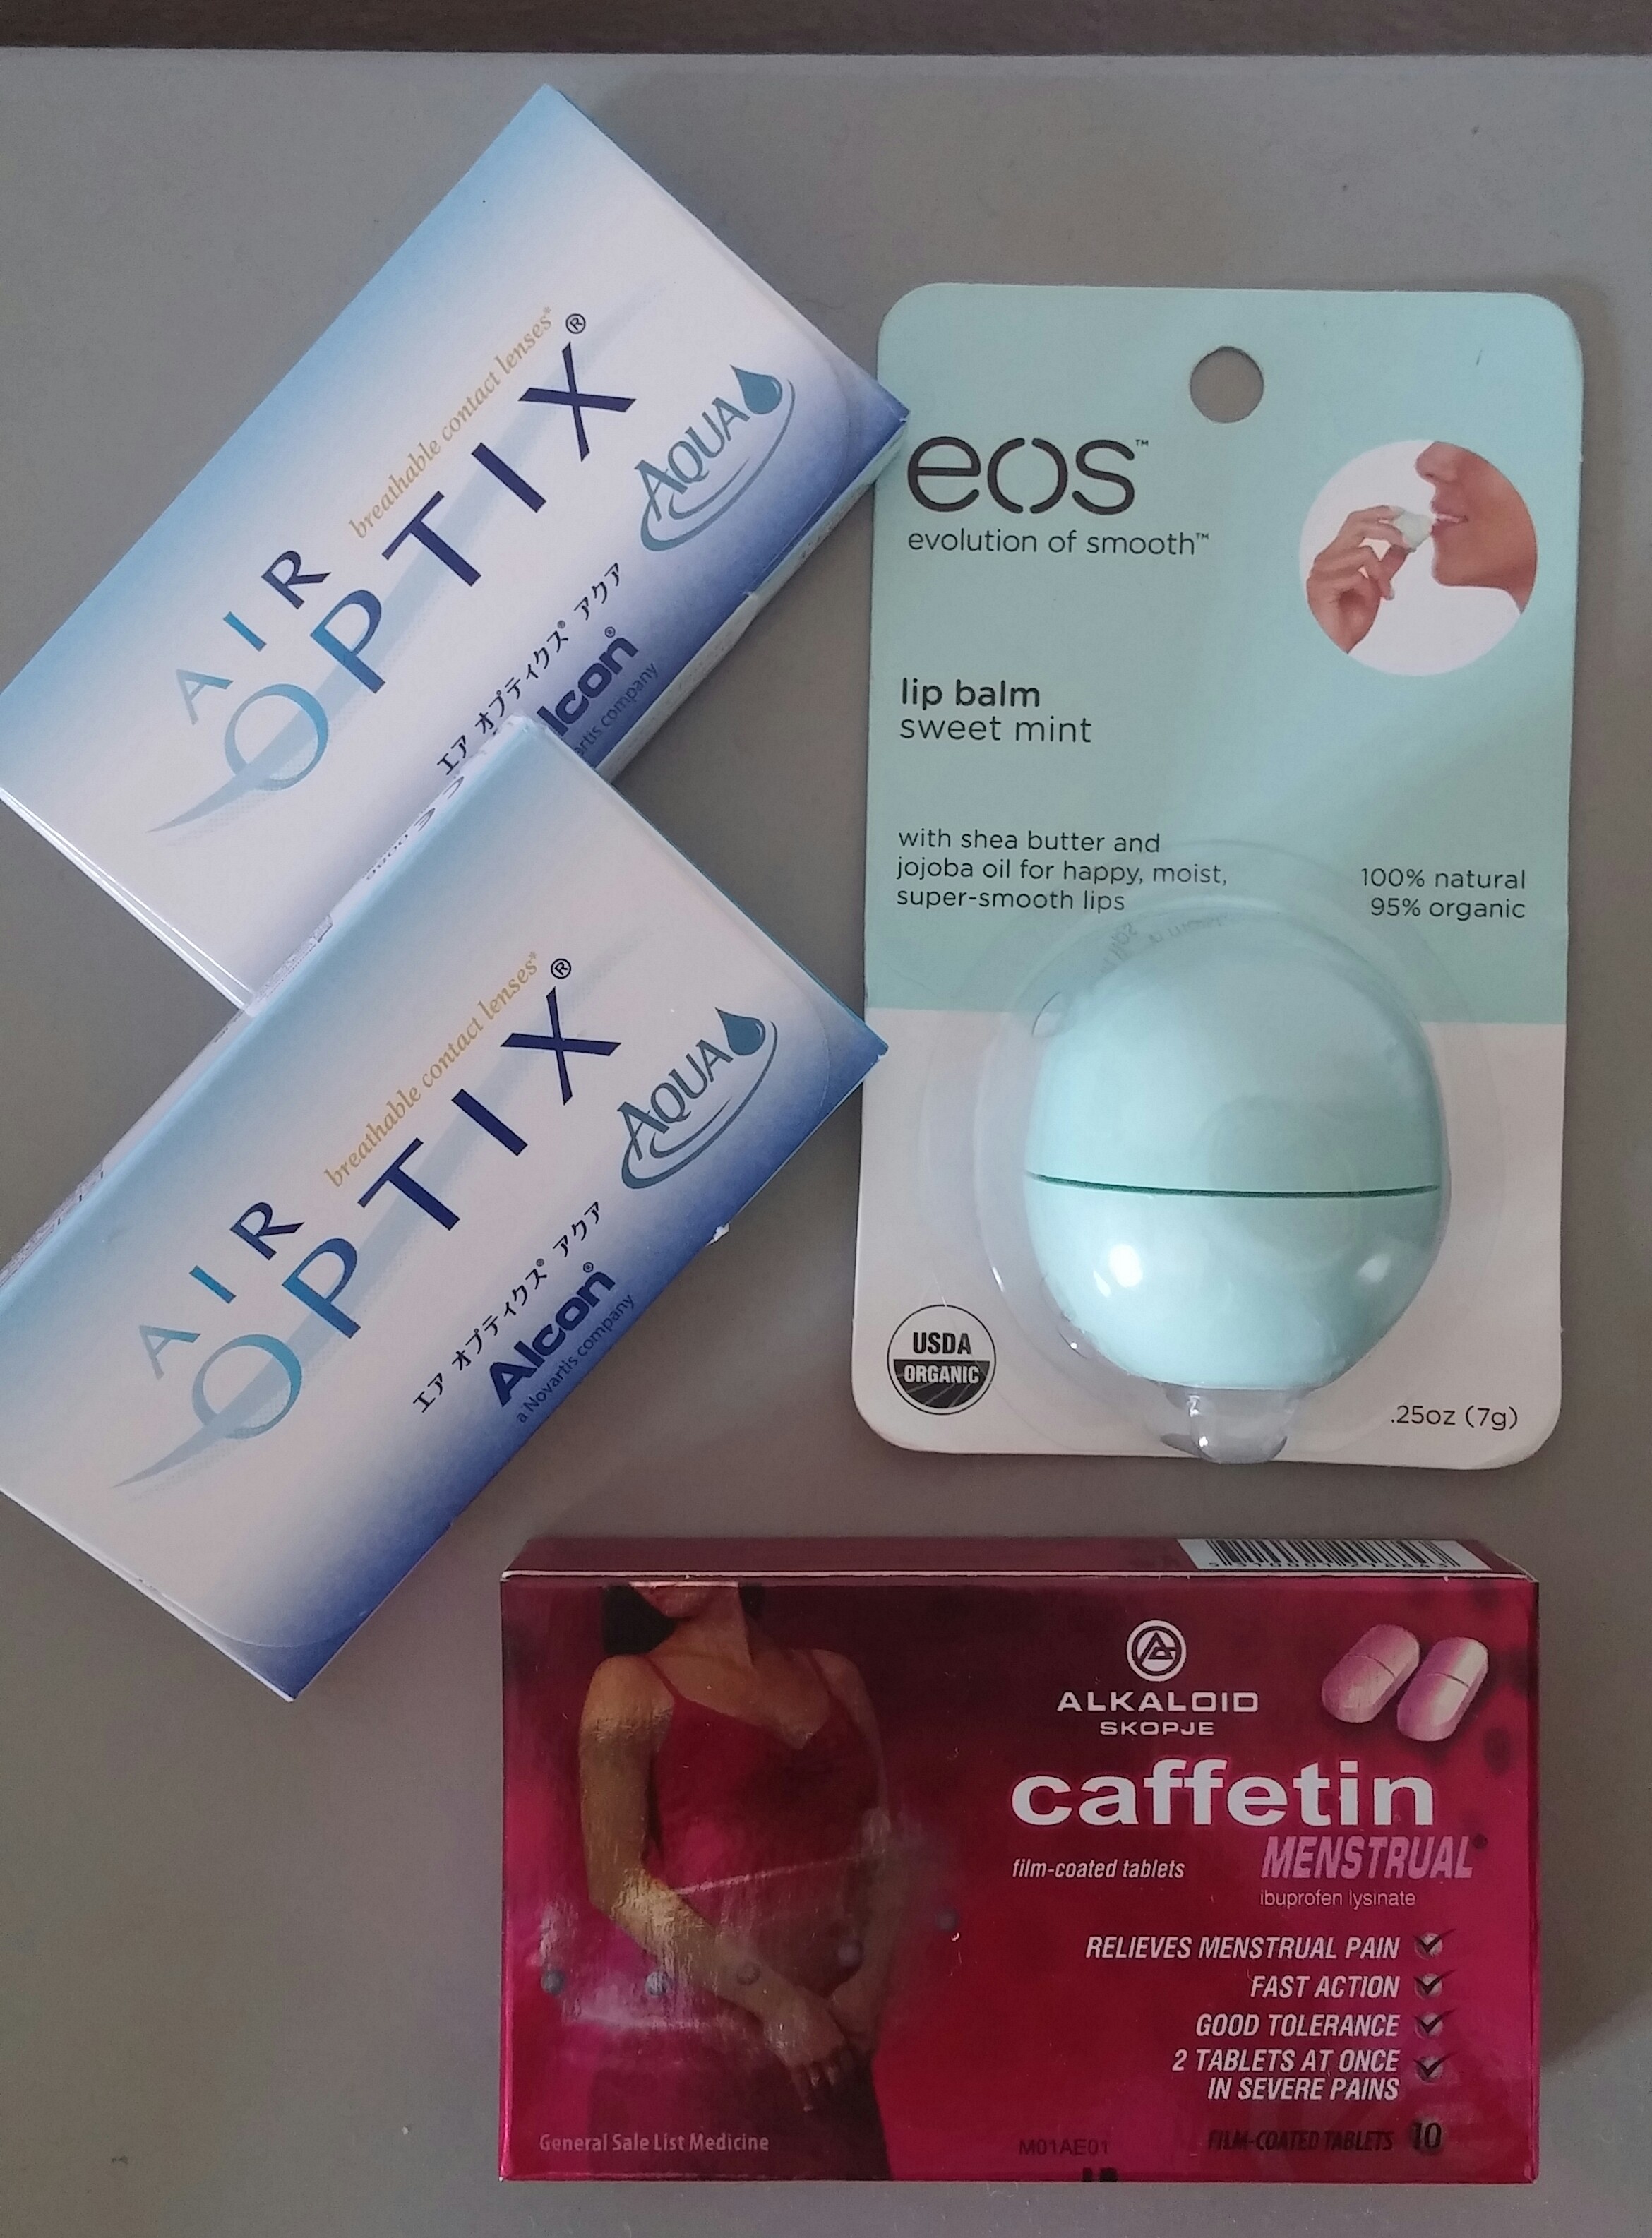 AIR
OPTIX®
breathable contact lenses*
AQUA
エア オプティクス® アクア
lcon®
company
AIR
OPTIX®
breathable contact lenses*
AQUA
エア オプティクス® アクア
Alcon®
a Novartis company
eos™
evolution of smooth™
lip balm
sweet mint
with shea butter and
jojoba oil for happy, moist,
super-smooth lips
100% natural
95% organic
USDA
ORGANIC
.25oz (7g)
ALKALOID
SKOPJE
caffetin
MENSTRUAL®
film-coated tablets
ibuprofen lysinate
RELIEVES MENSTRUAL PAIN
FAST ACTION
GOOD TOLERANCE
2 TABLETS AT ONCE
IN SEVERE PAINS
FILM-COATED TABLETS 10
General Sale List Medicine
M01AE01